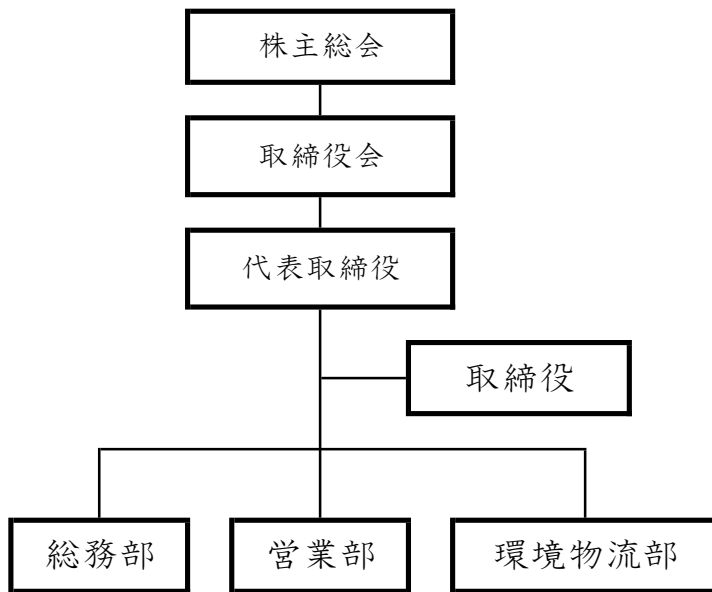 株主総会
取締役会
代表取締役
取締役
総務部
営業部
環境物流部